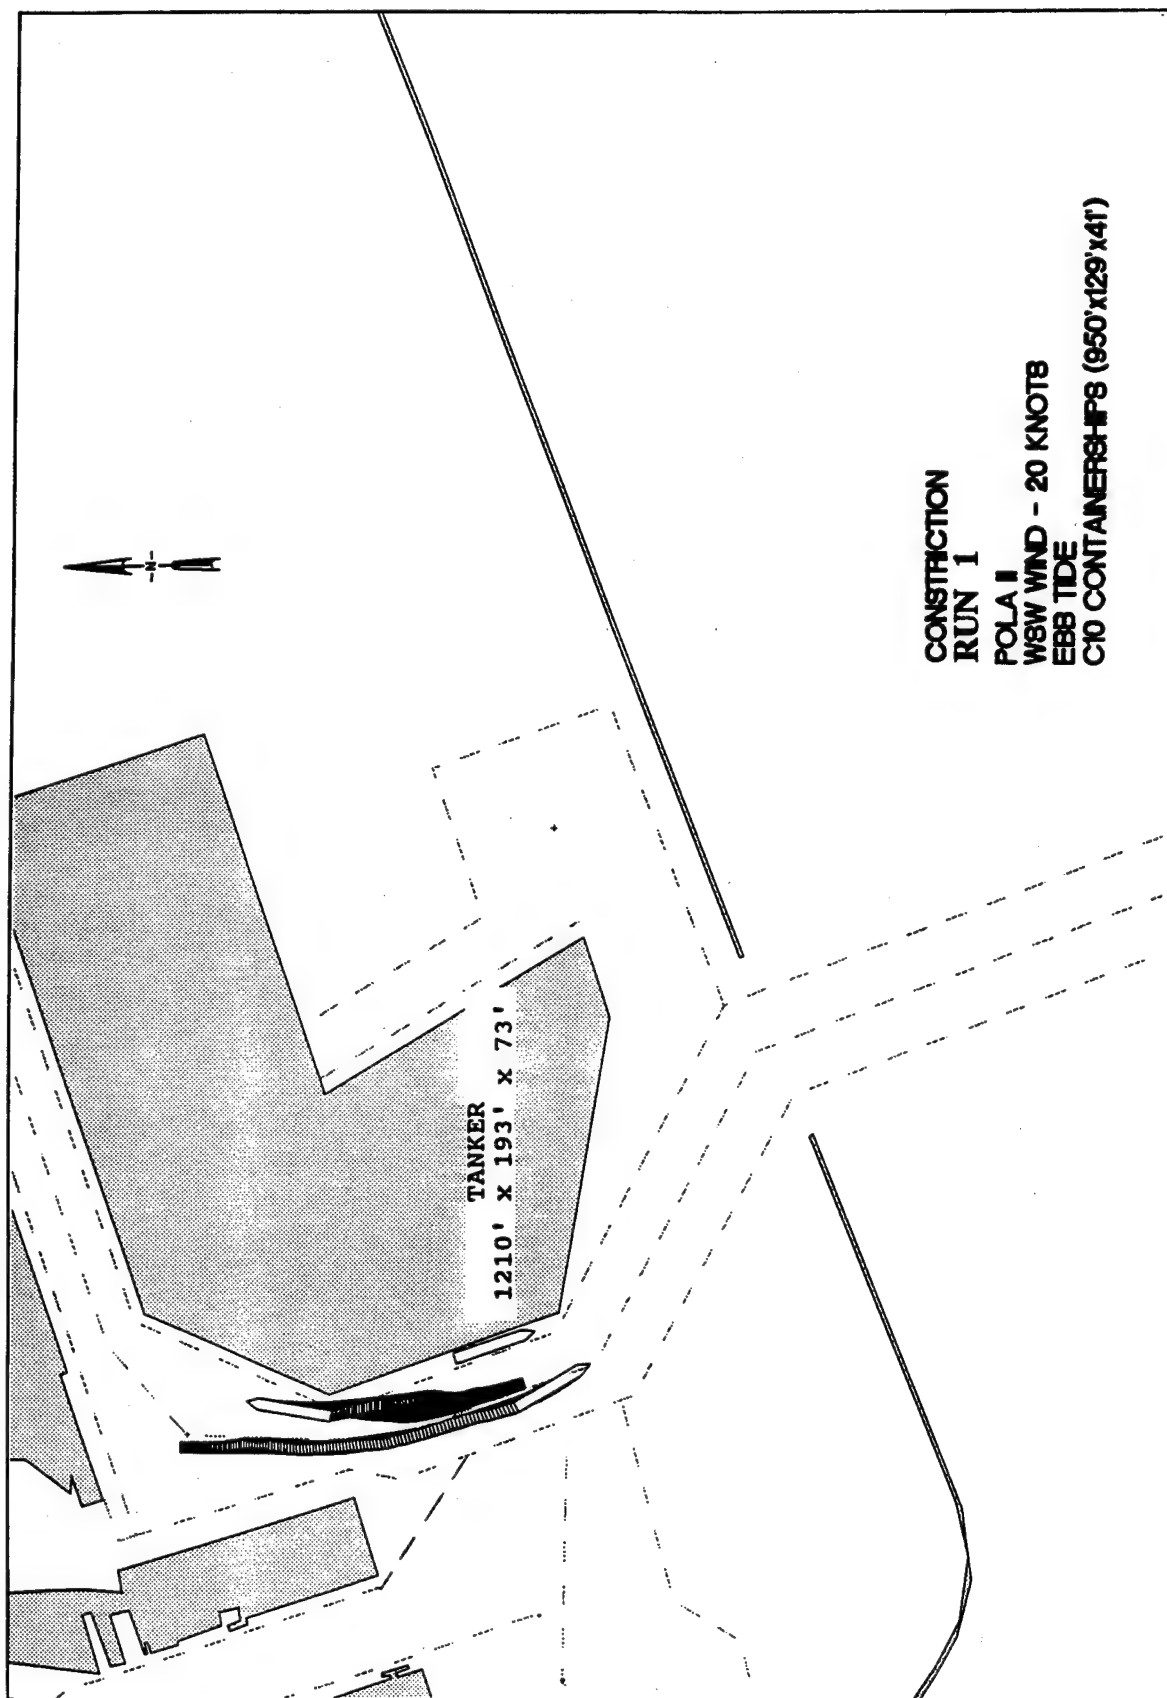 N
TANKER
1210' x 193' x 73'
CONSTRICTION
RUN 1
POLA II
WSW WIND - 20 KNOTS
EBB TIDE
C10 CONTAINERSHIPS (950'x129'x41')